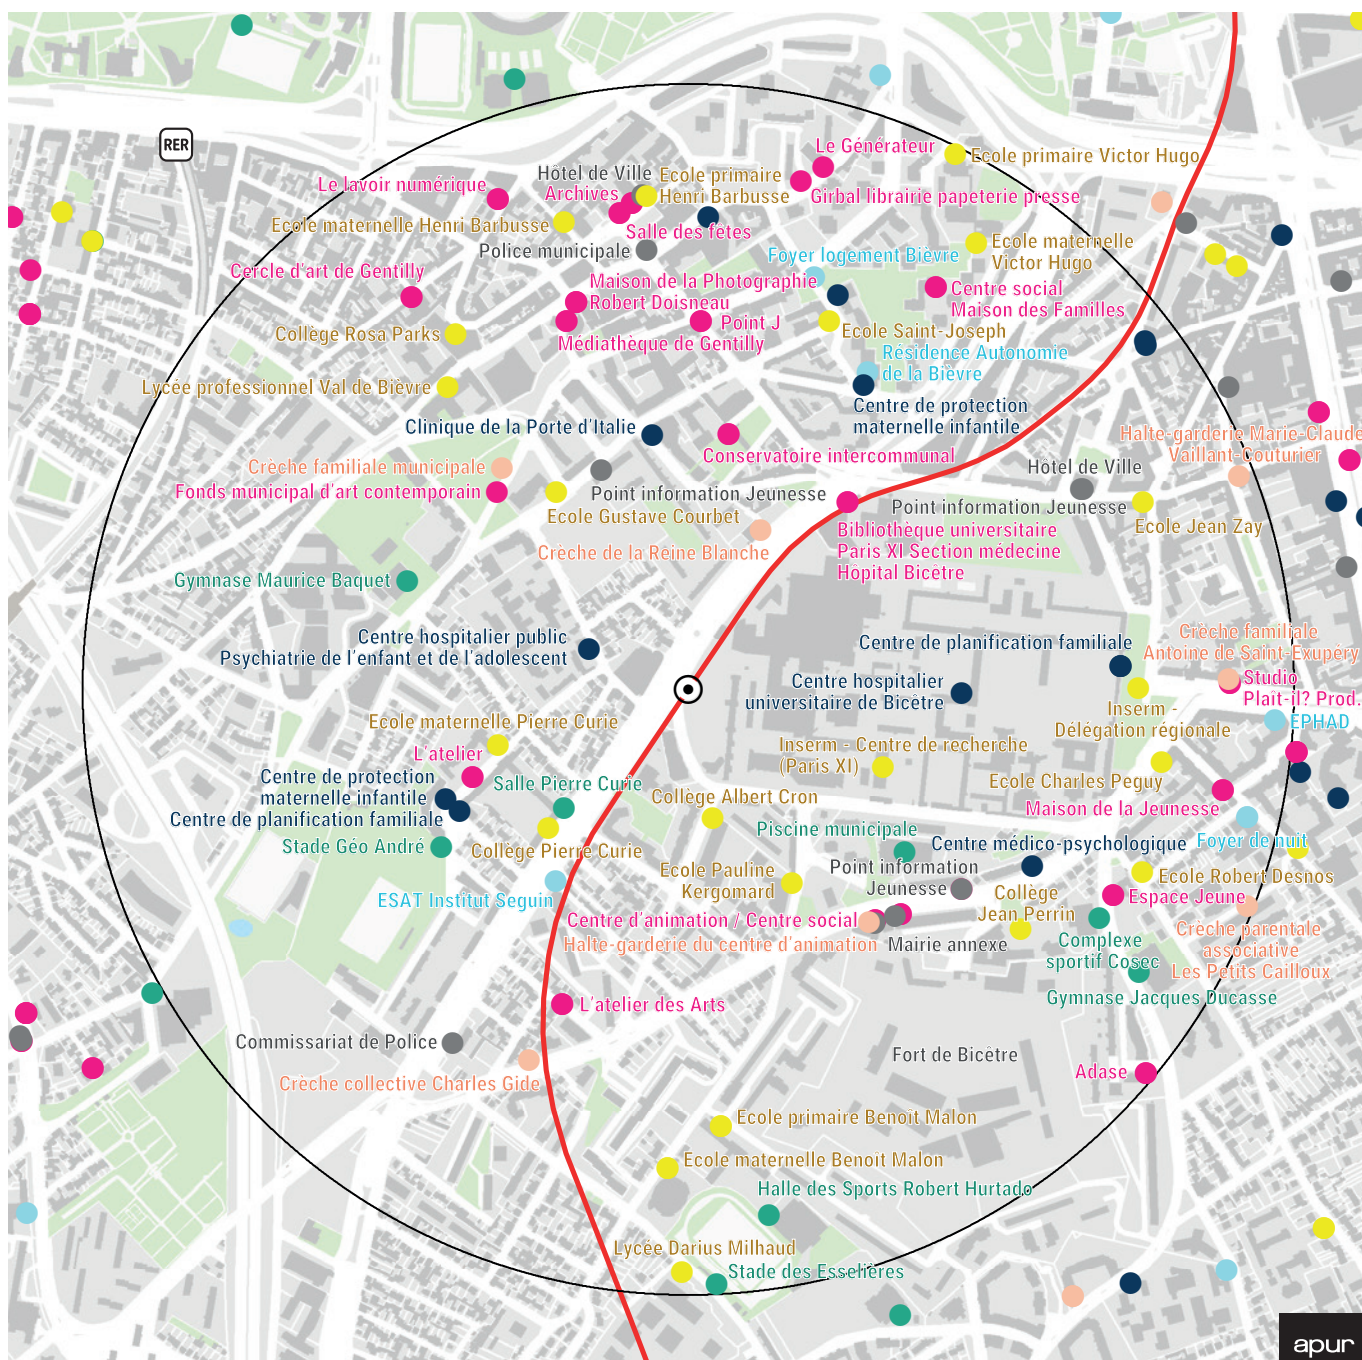 RER
Le Générateur
Ecole primaire Victor Hugo
Hôtel de Ville
Ecole primaire
Henri Barbusse
Archives
Le lavoir numérique
Girbal librairie papeterie presse
Ecole maternelle Henri Barbusse
Salle des fêtes
Police municipale
Ecole maternelle
Victor Hugo
Foyer logement Bièvre
Cercle d'art de Gentilly
Maison de la Photographie
Robert Doisneau
Centre social
Maison des Familles
Point J
Médiathèque de Gentilly
Collège Rosa Parks
Ecole Saint-Joseph
Résidence Autonomie
de la Bièvre
Lycée professionnel Val de Bièvre
Centre de protection
maternelle infantile
Clinique de la Porte d'Italie
Halte-garderie Marie-Claude
Vaillant-Couturier
Conservatoire intercommunal
Crèche familiale municipale
Hôtel de Ville
Fonds municipal d'art contemporain
Point information Jeunesse
Point information Jeunesse
Ecole Gustave Courbet
Ecole Jean Zay
Bibliothèque universitaire
Paris XI Section médecine
Hôpital Bicêtre
Crèche de la Reine Blanche
Gymnase Maurice Baquet
Centre hospitalier public
Psychiatrie de l'enfant et de l'adolescent
Centre de planification familiale
Crèche familiale
Antoine de Saint-Exupéry
Studio
Plaît-il? Prod.
Centre hospitalier
universitaire de Bicêtre
Inserm -
Délégation régionale
EPHAD
Ecole maternelle Pierre Curie
Inserm - Centre de recherche
(Paris XI)
L'atelier
Centre de protection
maternelle infantile
Salle Pierre Curie
Ecole Charles Peguy
Collège Albert Cron
Maison de la Jeunesse
Centre de planification familiale
Piscine municipale
Stade Géo André
Collège Pierre Curie
Centre médico-psychologique
Foyer de nuit
Ecole Pauline
Kergomard
Point information
Jeunesse
Ecole Robert Desnos
ESAT Institut Seguin
Collège
Jean Perrin
Espace Jeune
Centre d'animation / Centre social
Halte-garderie du centre d'animation
Mairie annexe
Complexe
sportif Cosec
Crèche parentale
associative
Les Petits Cailloux
Gymnase Jacques Ducasse
L'atelier des Arts
Commissariat de Police
Fort de Bicêtre
Adase
Crèche collective Charles Gide
Ecole primaire Benoît Malon
Ecole maternelle Benoit Malon
Halle des Sports Robert Hurtado
Lycée Darius Milhaud
Stade des Esselières
apur